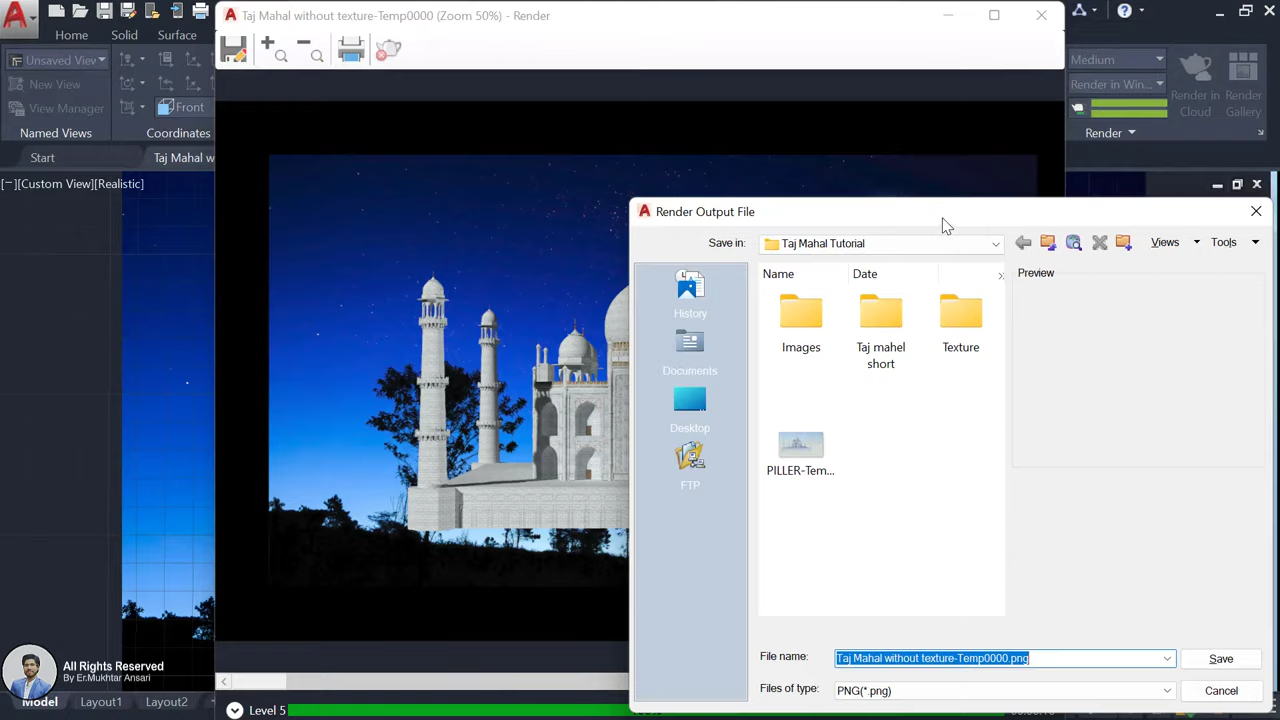 Taj Mahal without texture-Temp0000 (Zoom 50%) - Render
Home
Solid
Surface
Unsaved View
New View
View Manager
Front
Named Views
Coordinates
Medium
Render in Win...
Render in
Cloud
Render
Gallery
Render
Start
Taj Mahal w
[−][Custom View][Realistic]
Render Output File
Save in:
Taj Mahal Tutorial
Views
Tools
History
Documents
Desktop
FTP
Name
Date
Images
Taj mahel
short
Texture
PILLER-Tem...
Preview
File name:
Taj Mahal without texture-Temp0000.png
Save
Files of type:
PNG(*.png)
Cancel
All Rights Reserved
By Er.Mukhtar Ansari
Model
Layout1
Layout2
Level 5